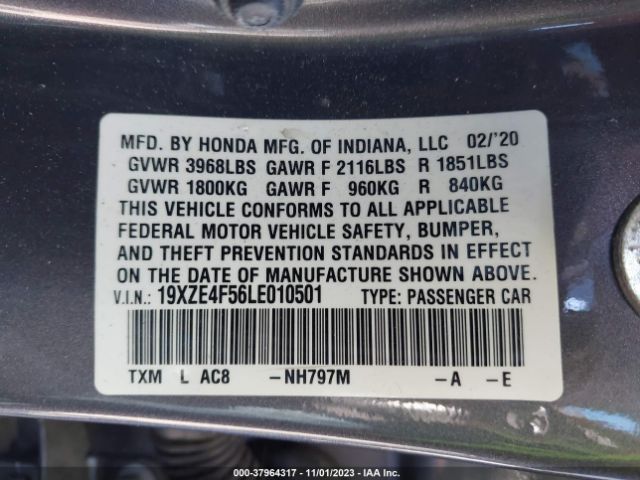 MFD. BY HONDA MFG. OF INDIANA, LLC 02/'20
GVWR 3968LBS GAWR F 2116LBS R 1851LBS
GVWR 1800KG GAWR F 960KG R 840KG
THIS VEHICLE CONFORMS TO ALL APPLICABLE
FEDERAL MOTOR VEHICLE SAFETY, BUMPER,
AND THEFT PREVENTION STANDARDS IN EFFECT
ON THE DATE OF MANUFACTURE SHOWN ABOVE.
V.I.N.: 19XZE4F56LE010501 TYPE: PASSENGER CAR
TXM L AC8 -NH797M -A -E
000-37964317 - 11/01/2023 - IAA Inc.